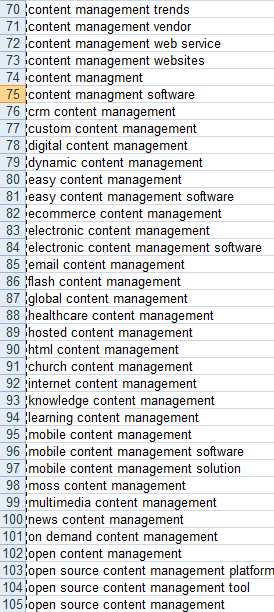 70 content management trends
71 content management vendor
72 content management web service
73 content management websites
74 content managment
75 content managment software
76 crm content management
77 custom content management
78 digital content management
79 dynamic content management
80 easy content management
81 easy content management software
82 ecommerce content management
83 electronic content management
84 electronic content management software
85 email content management
86 flash content management
87 global content management
88 healthcare content management
89 hosted content management
90 html content management
91 church content management
92 internet content management
93 knowledge content management
94 learning content management
95 mobile content management
96 mobile content management software
97 mobile content management solution
98 moss content management
99 multimedia content management
100 news content management
101 on demand content management
102 open content management
103 open source content management platform
104 open source content management tool
105 open source content management